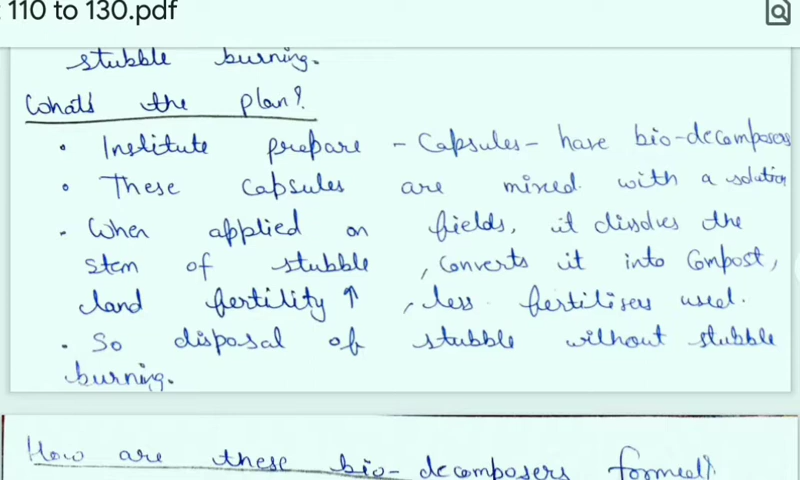 110 to 130.pdf
stubble burning.
What's the plan?
• Institute prepare - Capsules - have bio-decomposers
• These capsules are mixed with a solution
• When applied on fields, it dissolves the
stem of stubble, converts it into Compost,
land fertility ↑, less fertilisers used.
• So disposal of stubble without stubble
burning.
How are these bio-decomposers formed?